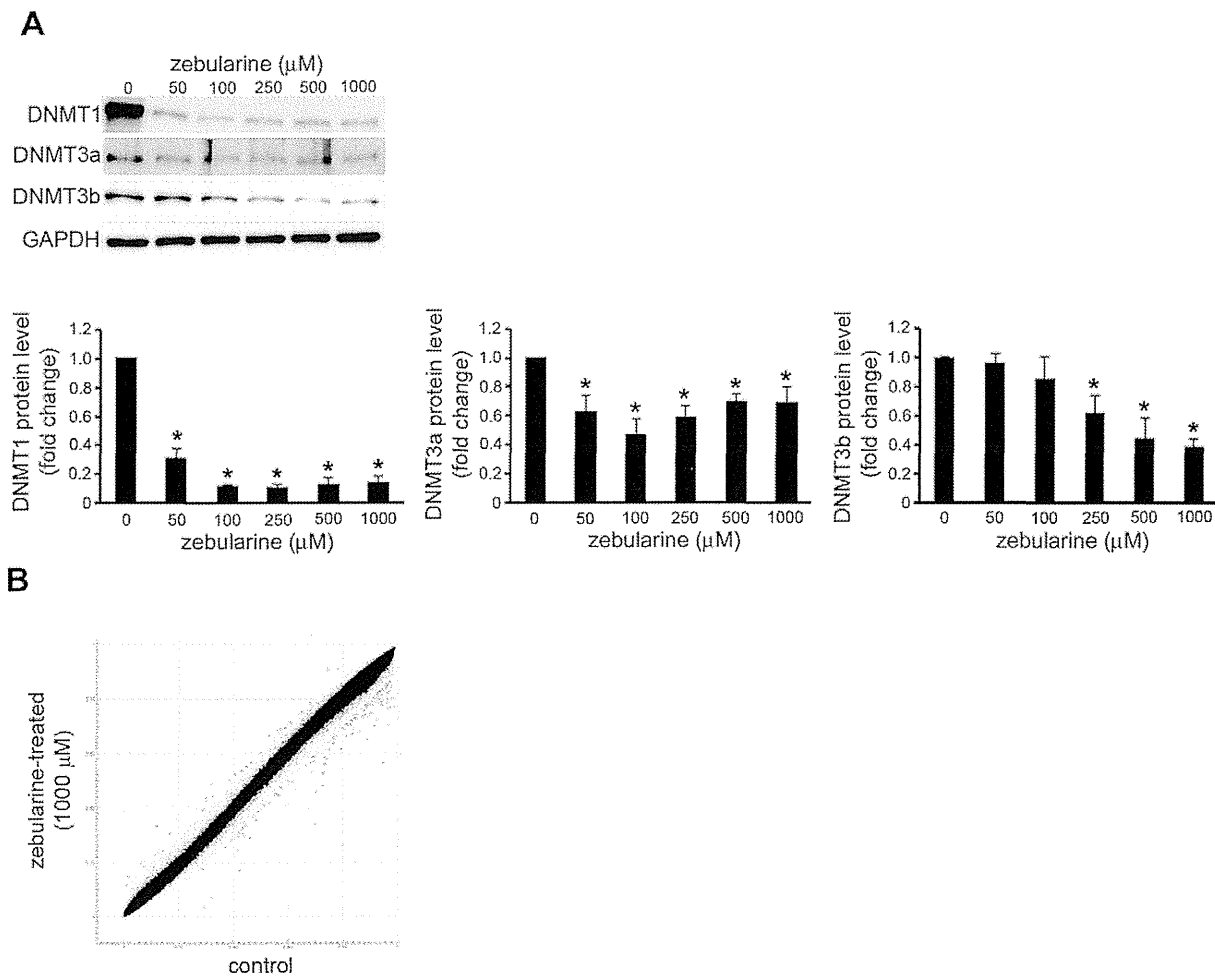 A
zebularine (μM)
0 50 100 250 500 1000
DNMT1
DNMT3a
DNMT3b
GAPDH
DNMT1 protein level
(fold change)
1.2
1.0
0.8
0.6
0.4
0.2
0
* * * * *
0 50 100 250 500 1000
zebularine (μM)
DNMT3a protein level
(fold change)
1.2
1.0
0.8
0.6
0.4
0.2
0
* * * * *
0 50 100 250 500 1000
zebularine (μM)
DNMT3b protein level
(fold change)
1.2
1.0
0.8
0.6
0.4
0.2
0
* * *
0 50 100 250 500 1000
zebularine (μM)
B
zebularine-treated
(1000 μM)
control